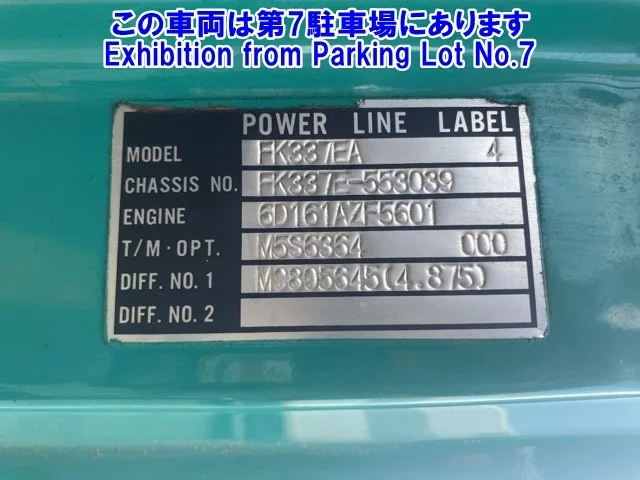 この車両は第7駐車場にあります
Exhibition from Parking Lot No.7
POWER LINE LABEL
MODEL FK337EA 4
CHASSIS NO. FK337E-553039
ENGINE 6D161AZF5601
T/M·OPT. M5S6364 000
DIFF. NO. 1 MC805645(4.875)
DIFF. NO. 2